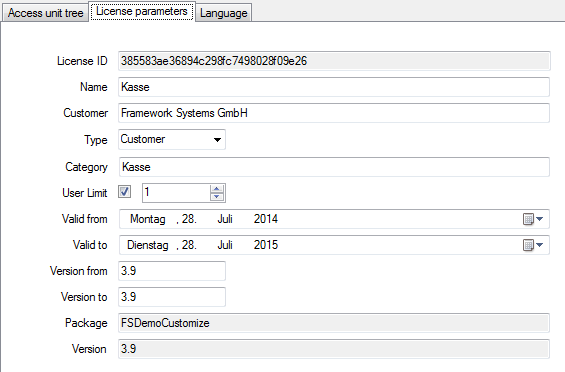 Access unit tree License parameters Language
License ID 385583ae36894c298fc7498028f09e26
Name Kasse
Customer Framework Systems GmbH
Type Customer
Category Kasse
User Limit 1
Valid from Montag , 28. Juli 2014
Valid to Dienstag , 28. Juli 2015
Version from 3.9
Version to 3.9
Package FSDemoCustomize
Version 3.9